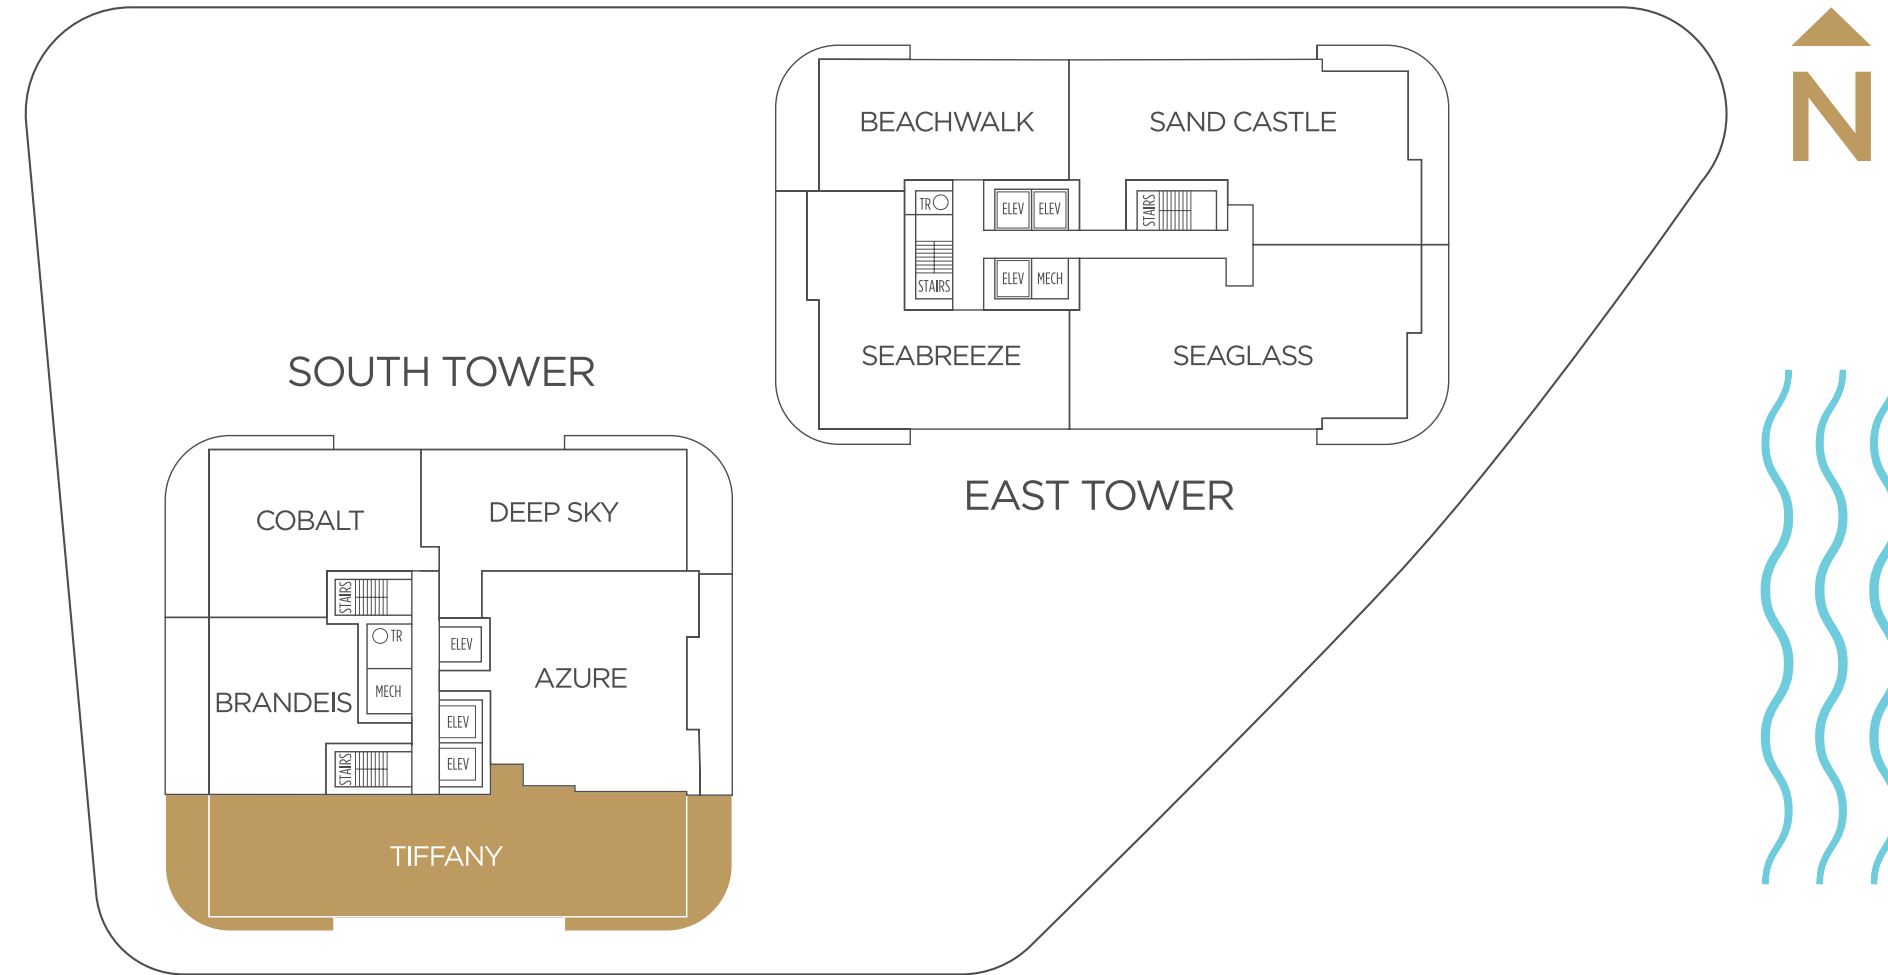 N
BEACHWALK
SAND CASTLE
TR
ELEV
ELEV
STAIRS
STAIRS
ELEV
MECH
SEABREEZE
SEAGLASS
EAST TOWER
SOUTH TOWER
COBALT
DEEP SKY
STAIRS
TR
ELEV
MECH
BRANDEIS
AZURE
ELEV
STAIRS
ELEV
TIFFANY